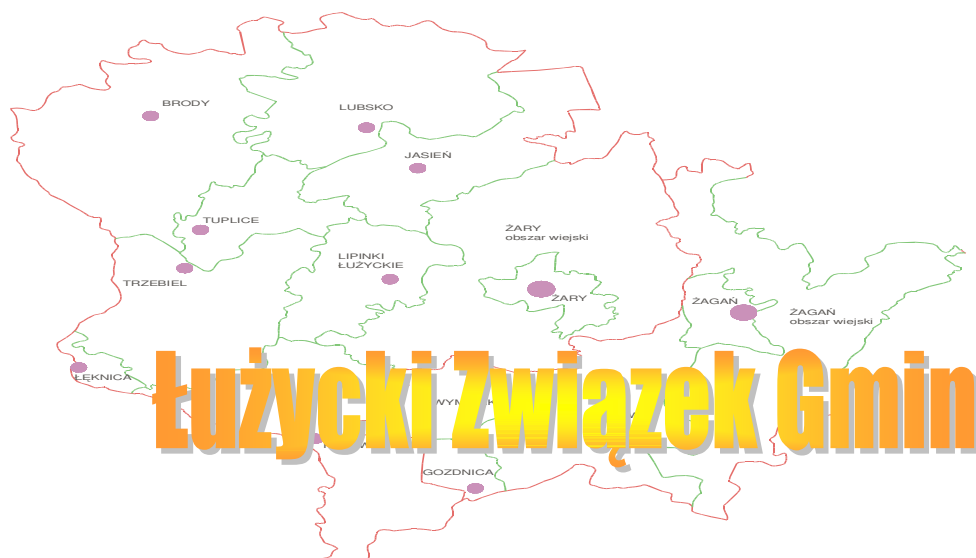 BRODY
LUBSKO
JASIEŃ
TUPLICE
ŻARY
obszar wiejski
LIPINKI
ŁUŻYCKIE
TRZEBIEL
ŻARY
ŻAGAŃ
ŻAGAŃ
obszar wiejski
ŁĘKNICA
Łużycki Związek Gmin
GOZDNICA